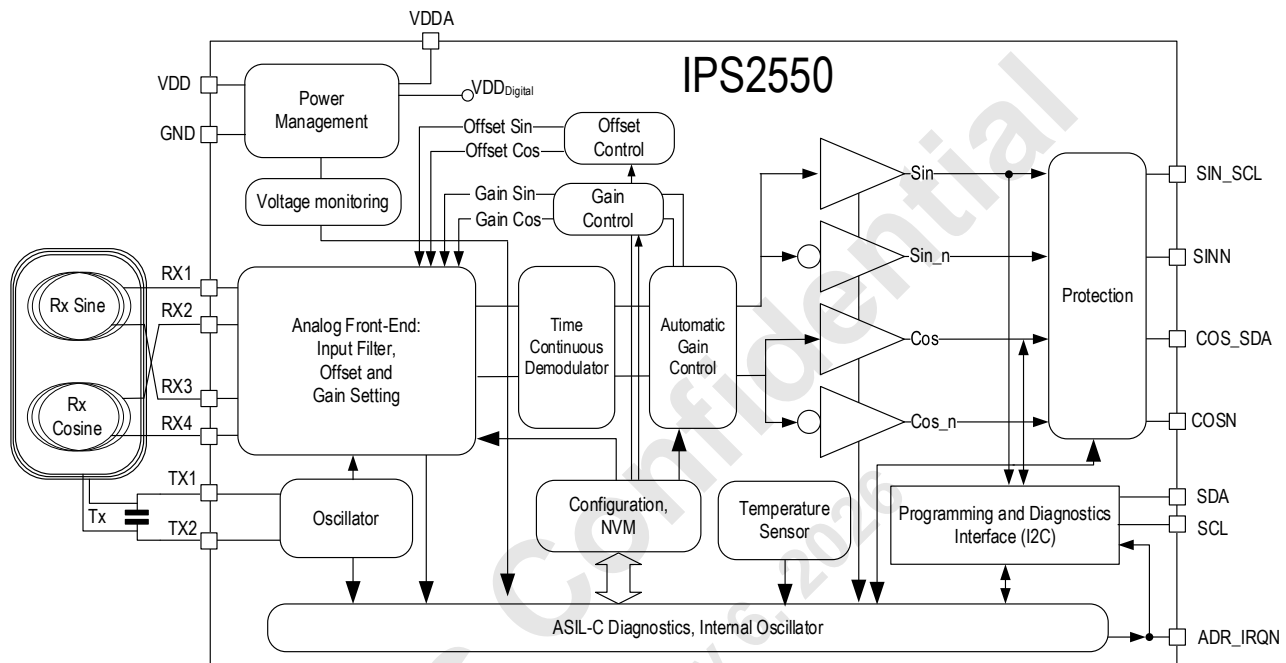 VDDA
IPS2550
VDD
GND
Power
Management
VDDDigital
Voltage monitoring
Offset Sin
Offset Cos
Offset
Control
Gain Sin
Gain Cos
Gain
Control
Sin
Sin_n
Cos
Cos_n
Protection
SIN_SCL
SINN
COS_SDA
COSN
Rx Sine
Rx
Cosine
RX1
RX2
RX3
RX4
Analog Front-End:
Input Filter,
Offset and
Gain Setting
Time
Continuous
Demodulator
Automatic
Gain
Control
TX1
Tx
TX2
Oscillator
Configuration,
NVM
Temperature
Sensor
Programming and Diagnostics
Interface (I2C)
SDA
SCL
ASIL-C Diagnostics, Internal Oscillator
ADR_IRQN
Confidential
6, 2026